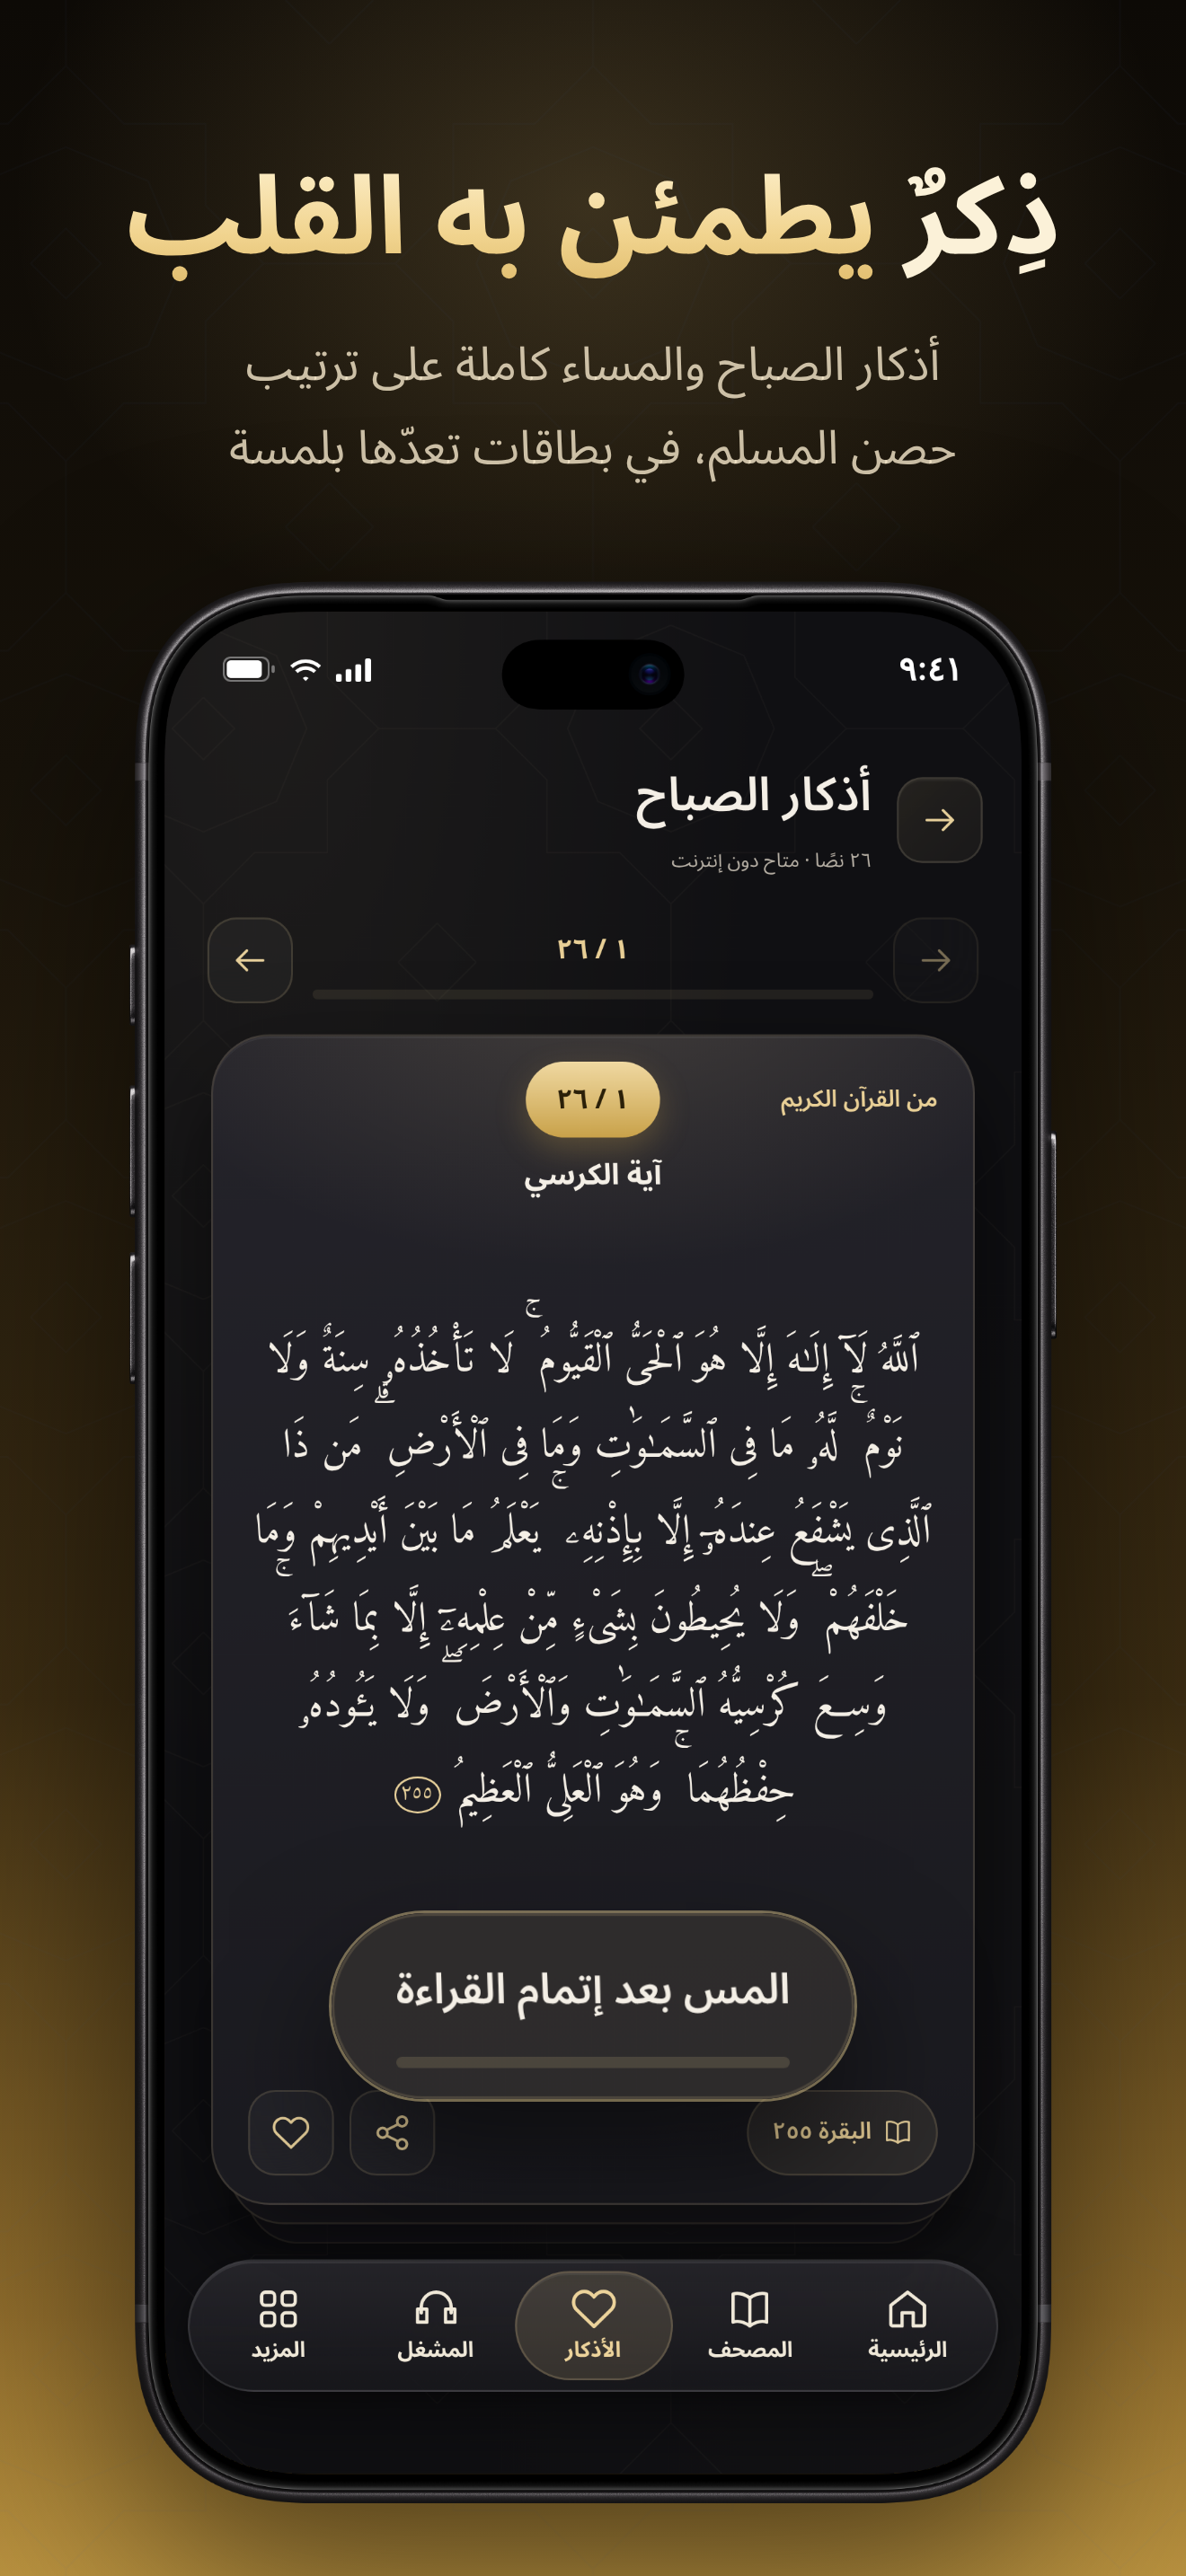 ذِكرٌ يطمئن به القلب
أذكار الصباح والمساء كاملة على ترتيب
حصن المسلم، في بطاقات تعدّها بلمسة
٩:٤١
أذكار الصباح
٢٦ نصًا · متاح دون إنترنت
١ / ٢٦
من القرآن الكريم
١ / ٢٦
آية الكرسي
ٱللَّهُ لَآ إِلَـٰهَ إِلَّا هُوَ ٱلْحَىُّ ٱلْقَيُّومُ ۚ لَا تَأْخُذُهُۥ سِنَةٌ وَلَا
نَوْمٌ ۚ لَّهُۥ مَا فِى ٱلسَّمَـٰوَٰتِ وَمَا فِى ٱلْأَرْضِ ۗ مَن ذَا
ٱلَّذِى يَشْفَعُ عِندَهُۥٓ إِلَّا بِإِذْنِهِۦ ۚ يَعْلَمُ مَا بَيْنَ أَيْدِيهِمْ وَمَا
خَلْفَهُمْ ۖ وَلَا يُحِيطُونَ بِشَىْءٍ مِّنْ عِلْمِهِۦٓ إِلَّا بِمَا شَآءَ ۚ
وَسِعَ كُرْسِيُّهُ ٱلسَّمَـٰوَٰتِ وَٱلْأَرْضَ ۖ وَلَا يَـُٔودُهُۥ
حِفْظُهُمَا ۚ وَهُوَ ٱلْعَلِىُّ ٱلْعَظِيمُ ٢٥٥
المس بعد إتمام القراءة
البقرة ٢٥٥
الرئيسية
المصحف
الأذكار
المشغل
المزيد